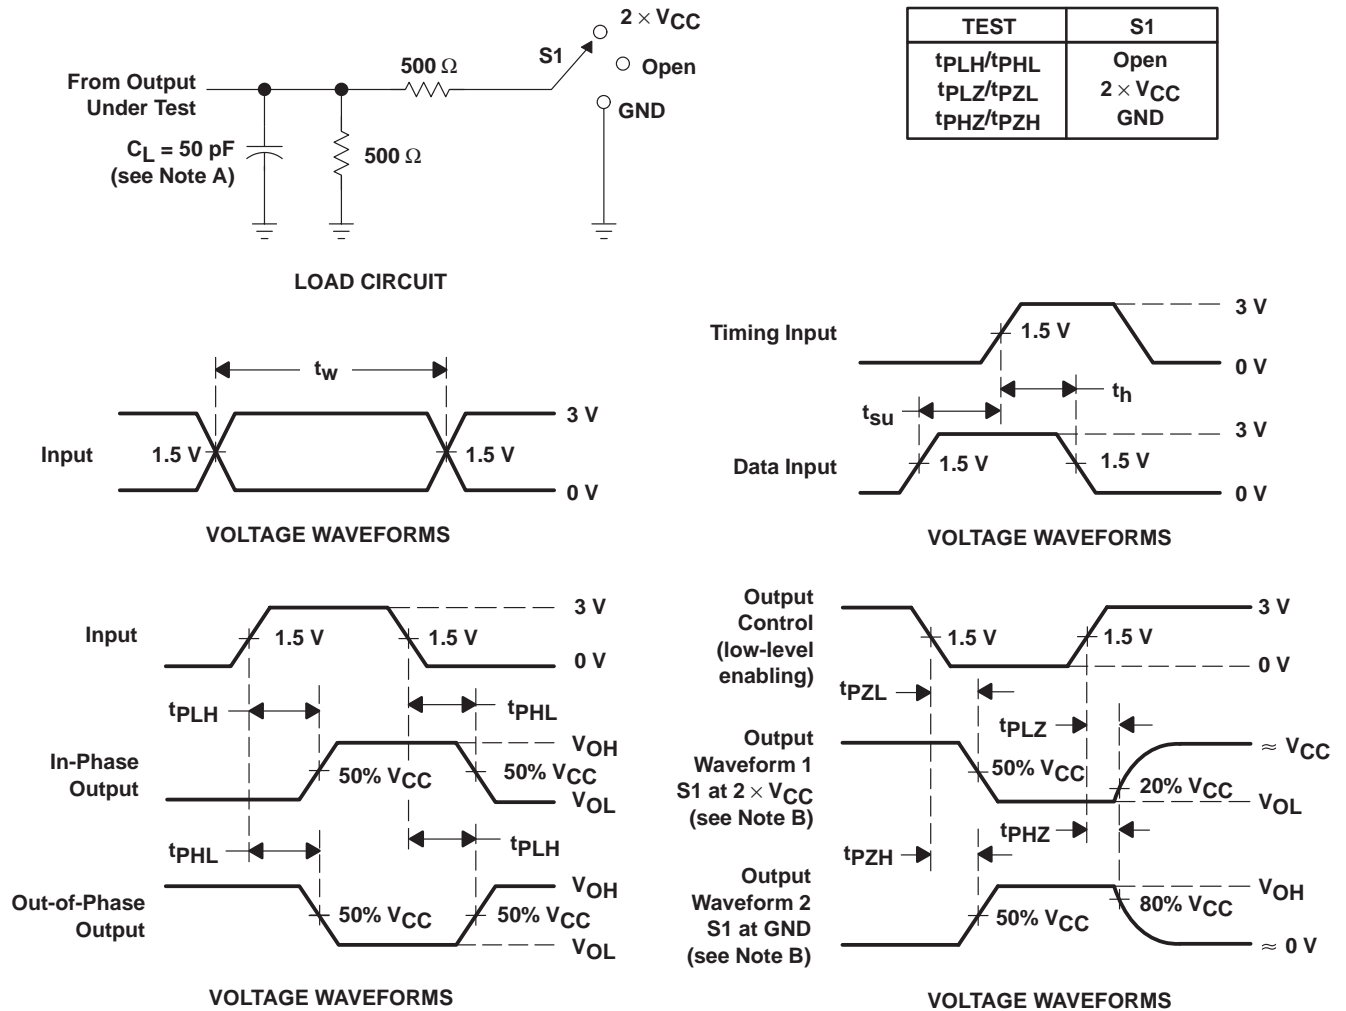 2 × VCC
S1
Open
GND
500 Ω
From Output
Under Test
CL = 50 pF
(see Note A)
500 Ω
LOAD CIRCUIT
TEST S1
tPLH/tPHL Open
tPLZ/tPZL 2 × VCC
tPHZ/tPZH GND
tw
3 V
Input 1.5 V 1.5 V
0 V
VOLTAGE WAVEFORMS
3 V
Timing Input 1.5 V
0 V
th
tsu
3 V
Data Input 1.5 V 1.5 V
0 V
VOLTAGE WAVEFORMS
3 V
Input 1.5 V 1.5 V
0 V
tPLH tPHL
VOH
In-Phase
Output
50% VCC 50% VCC
VOL
tPHL tPLH
VOH
Out-of-Phase
Output
50% VCC 50% VCC
VOL
VOLTAGE WAVEFORMS
Output
Control
(low-level
enabling)
3 V
1.5 V 1.5 V
0 V
tPZL
tPLZ
Output
Waveform 1
S1 at 2 × VCC
(see Note B)
≈ VCC
50% VCC 20% VCC
VOL
tPHZ
tPZH
Output
Waveform 2
S1 at GND
(see Note B)
VOH
50% VCC 80% VCC
≈ 0 V
VOLTAGE WAVEFORMS